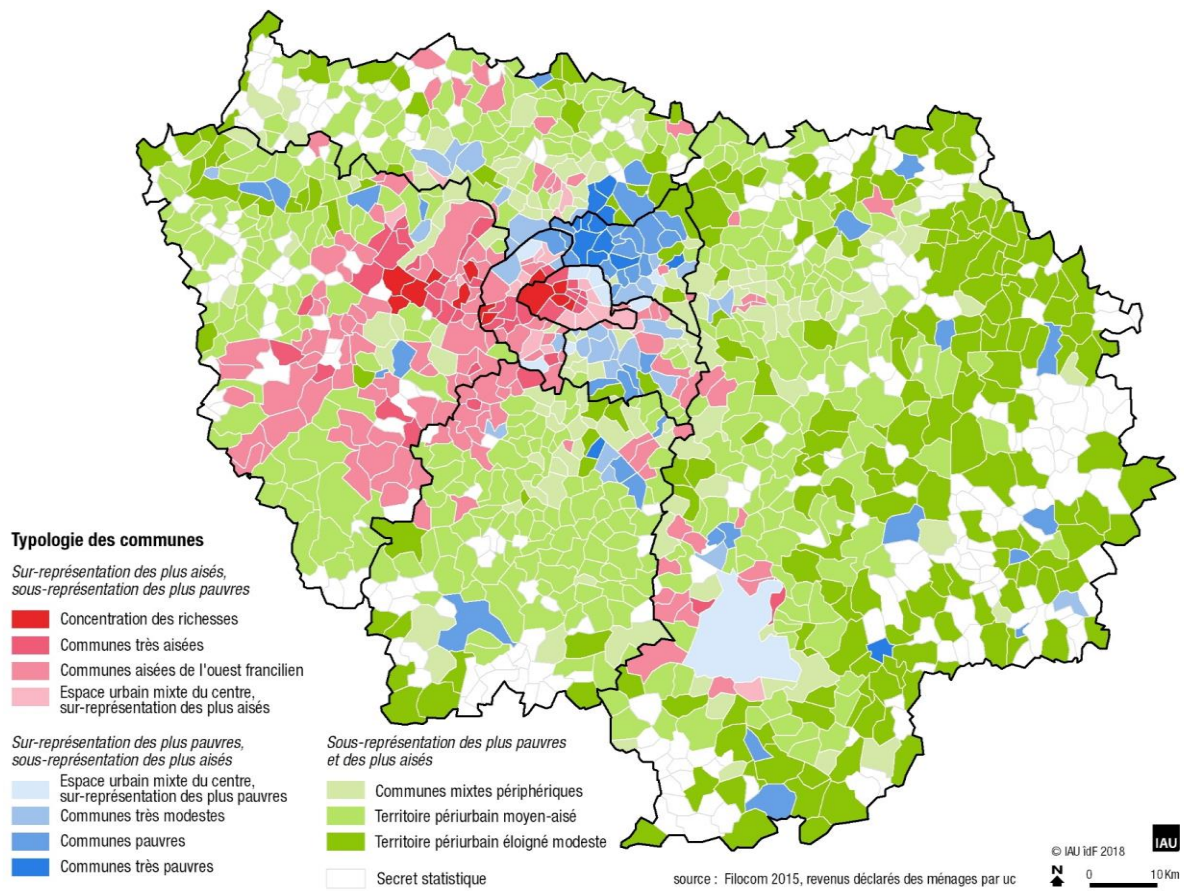 Typologie des communes
Sur-représentation des plus aisés,
sous-représentation des plus pauvres
Concentration des richesses
Communes très aisées
Communes aisées de l'ouest francilien
Espace urbain mixte du centre,
sur-représentation des plus aisés
Sur-représentation des plus pauvres,
sous-représentation des plus aisés
Espace urbain mixte du centre,
sur-représentation des plus pauvres
Communes très modestes
Communes pauvres
Communes très pauvres
Sous-représentation des plus pauvres
et des plus aisés
Communes mixtes périphériques
Territoire périurbain moyen-aisé
Territoire périurbain éloigné modeste
Secret statistique
source : Filocom 2015, revenus déclarés des ménages par uc
© IAU îdF 2018
IAU
N
0 10 Km